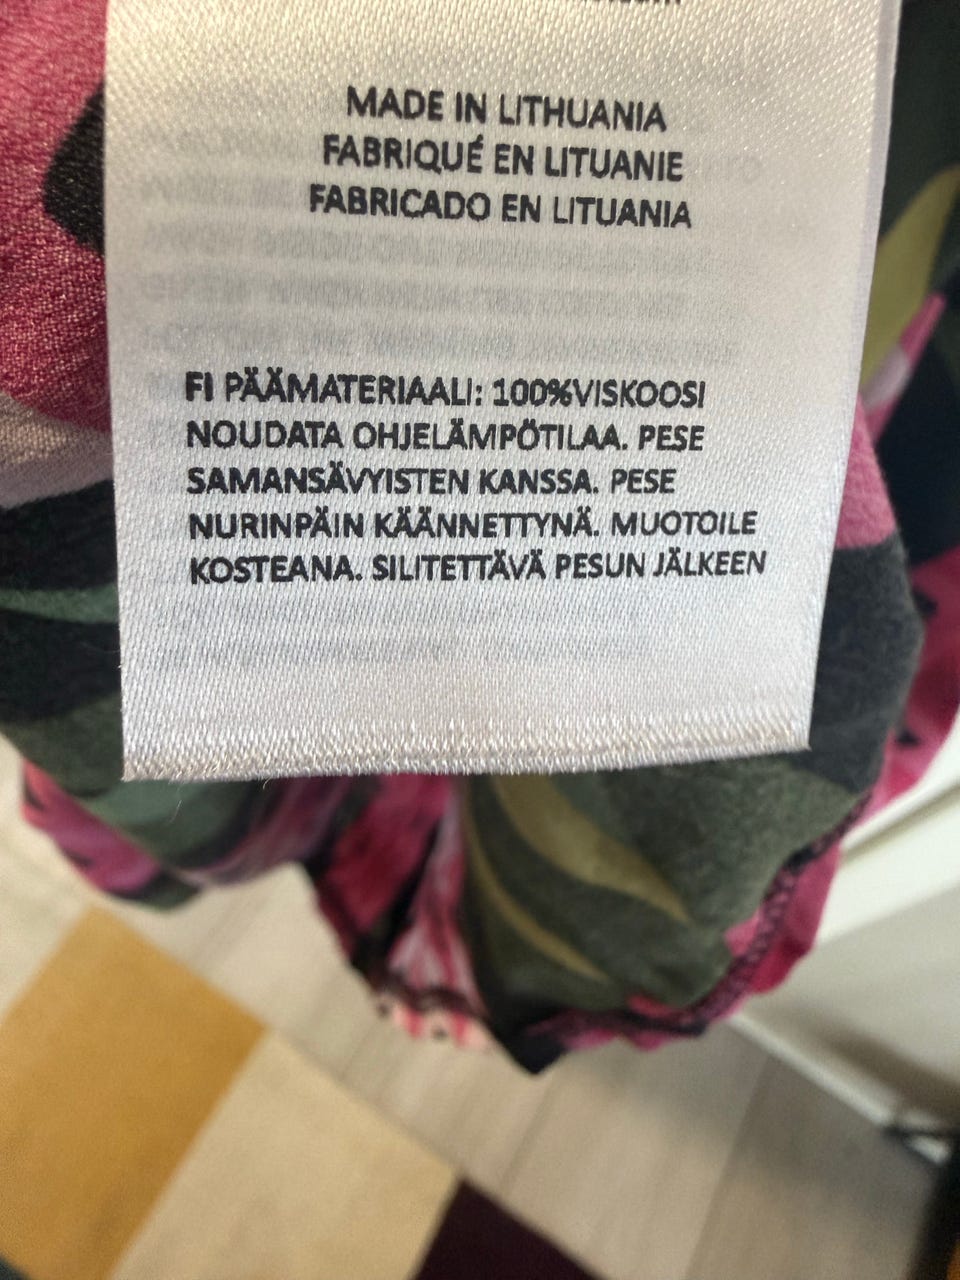 MADE IN LITHUANIA
FABRIQUÉ EN LITUANIE
FABRICADO EN LITUANIA
FI PÄÄMATERIAALI: 100%VISKOOSI
NOUDATA OHJELÄMPÖTILAA. PESE
SAMANSÄVYISTEN KANSSA. PESE
NURINPÄIN KÄÄNNETTYNÄ. MUOTOILE
KOSTEANA. SILITETTÄVÄ PESUN JÄLKEEN